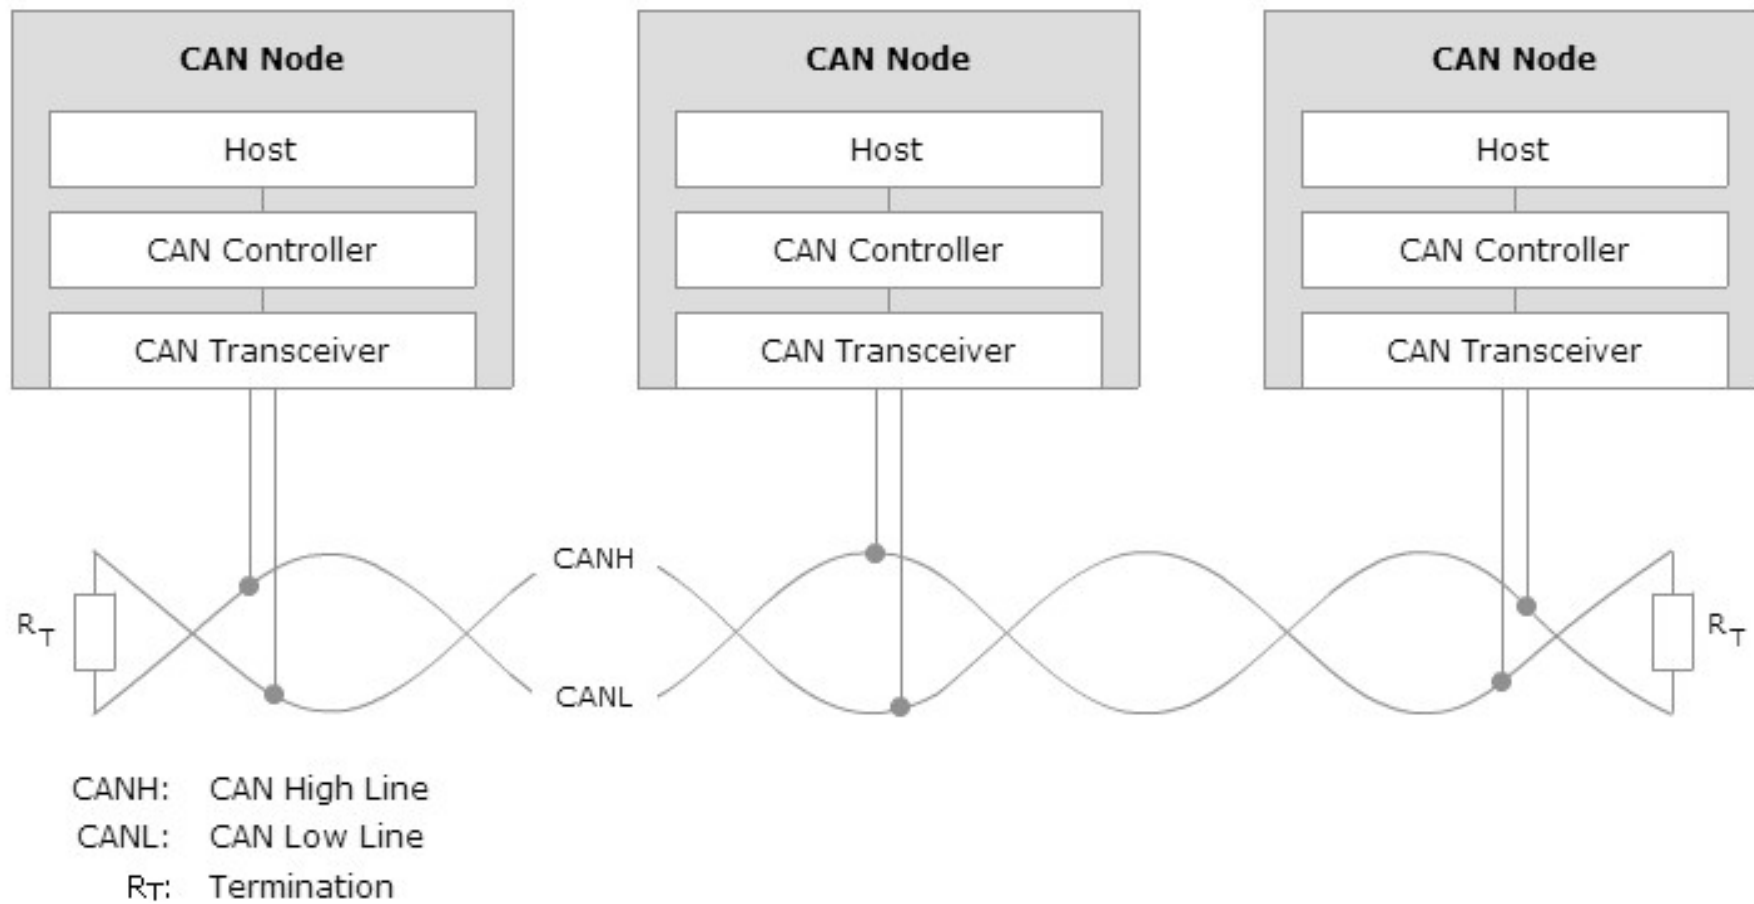 CAN Node CAN Node CAN Node
Host Host Host
CAN Controller CAN Controller CAN Controller
CAN Transceiver CAN Transceiver CAN Transceiver
CANH
RT RT
CANL
CANH: CAN High Line
CANL: CAN Low Line
RT: Termination